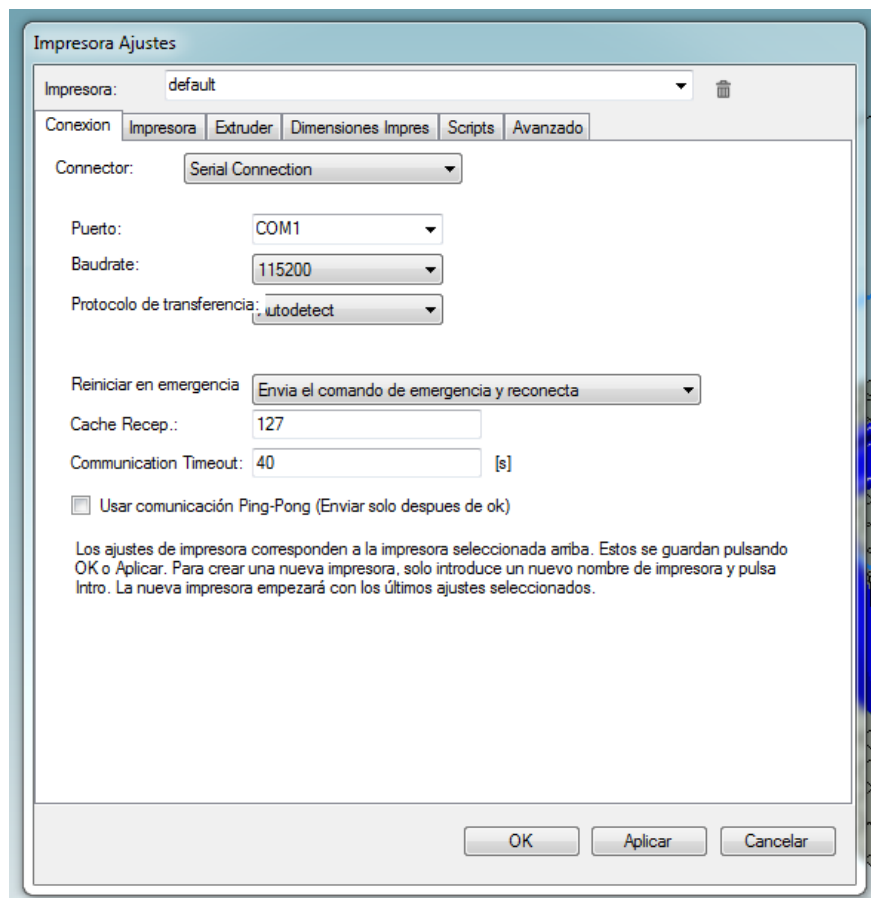 Impresora Ajustes
Impresora: default
Conexion Impresora Extruder Dimensiones Impres Scripts Avanzado
Connector: Serial Connection
Puerto: COM1
Baudrate: 115200
Protocolo de transferencia: utodetect
Reiniciar en emergencia Envia el comando de emergencia y reconecta
Cache Recep.: 127
Communication Timeout: 40 [s]
Usar comunicación Ping-Pong (Enviar solo despues de ok)
Los ajustes de impresora corresponden a la impresora seleccionada arriba. Estos se guardan pulsando
OK o Aplicar. Para crear una nueva impresora, solo introduce un nuevo nombre de impresora y pulsa
Intro. La nueva impresora empezará con los últimos ajustes seleccionados.
OK Aplicar Cancelar